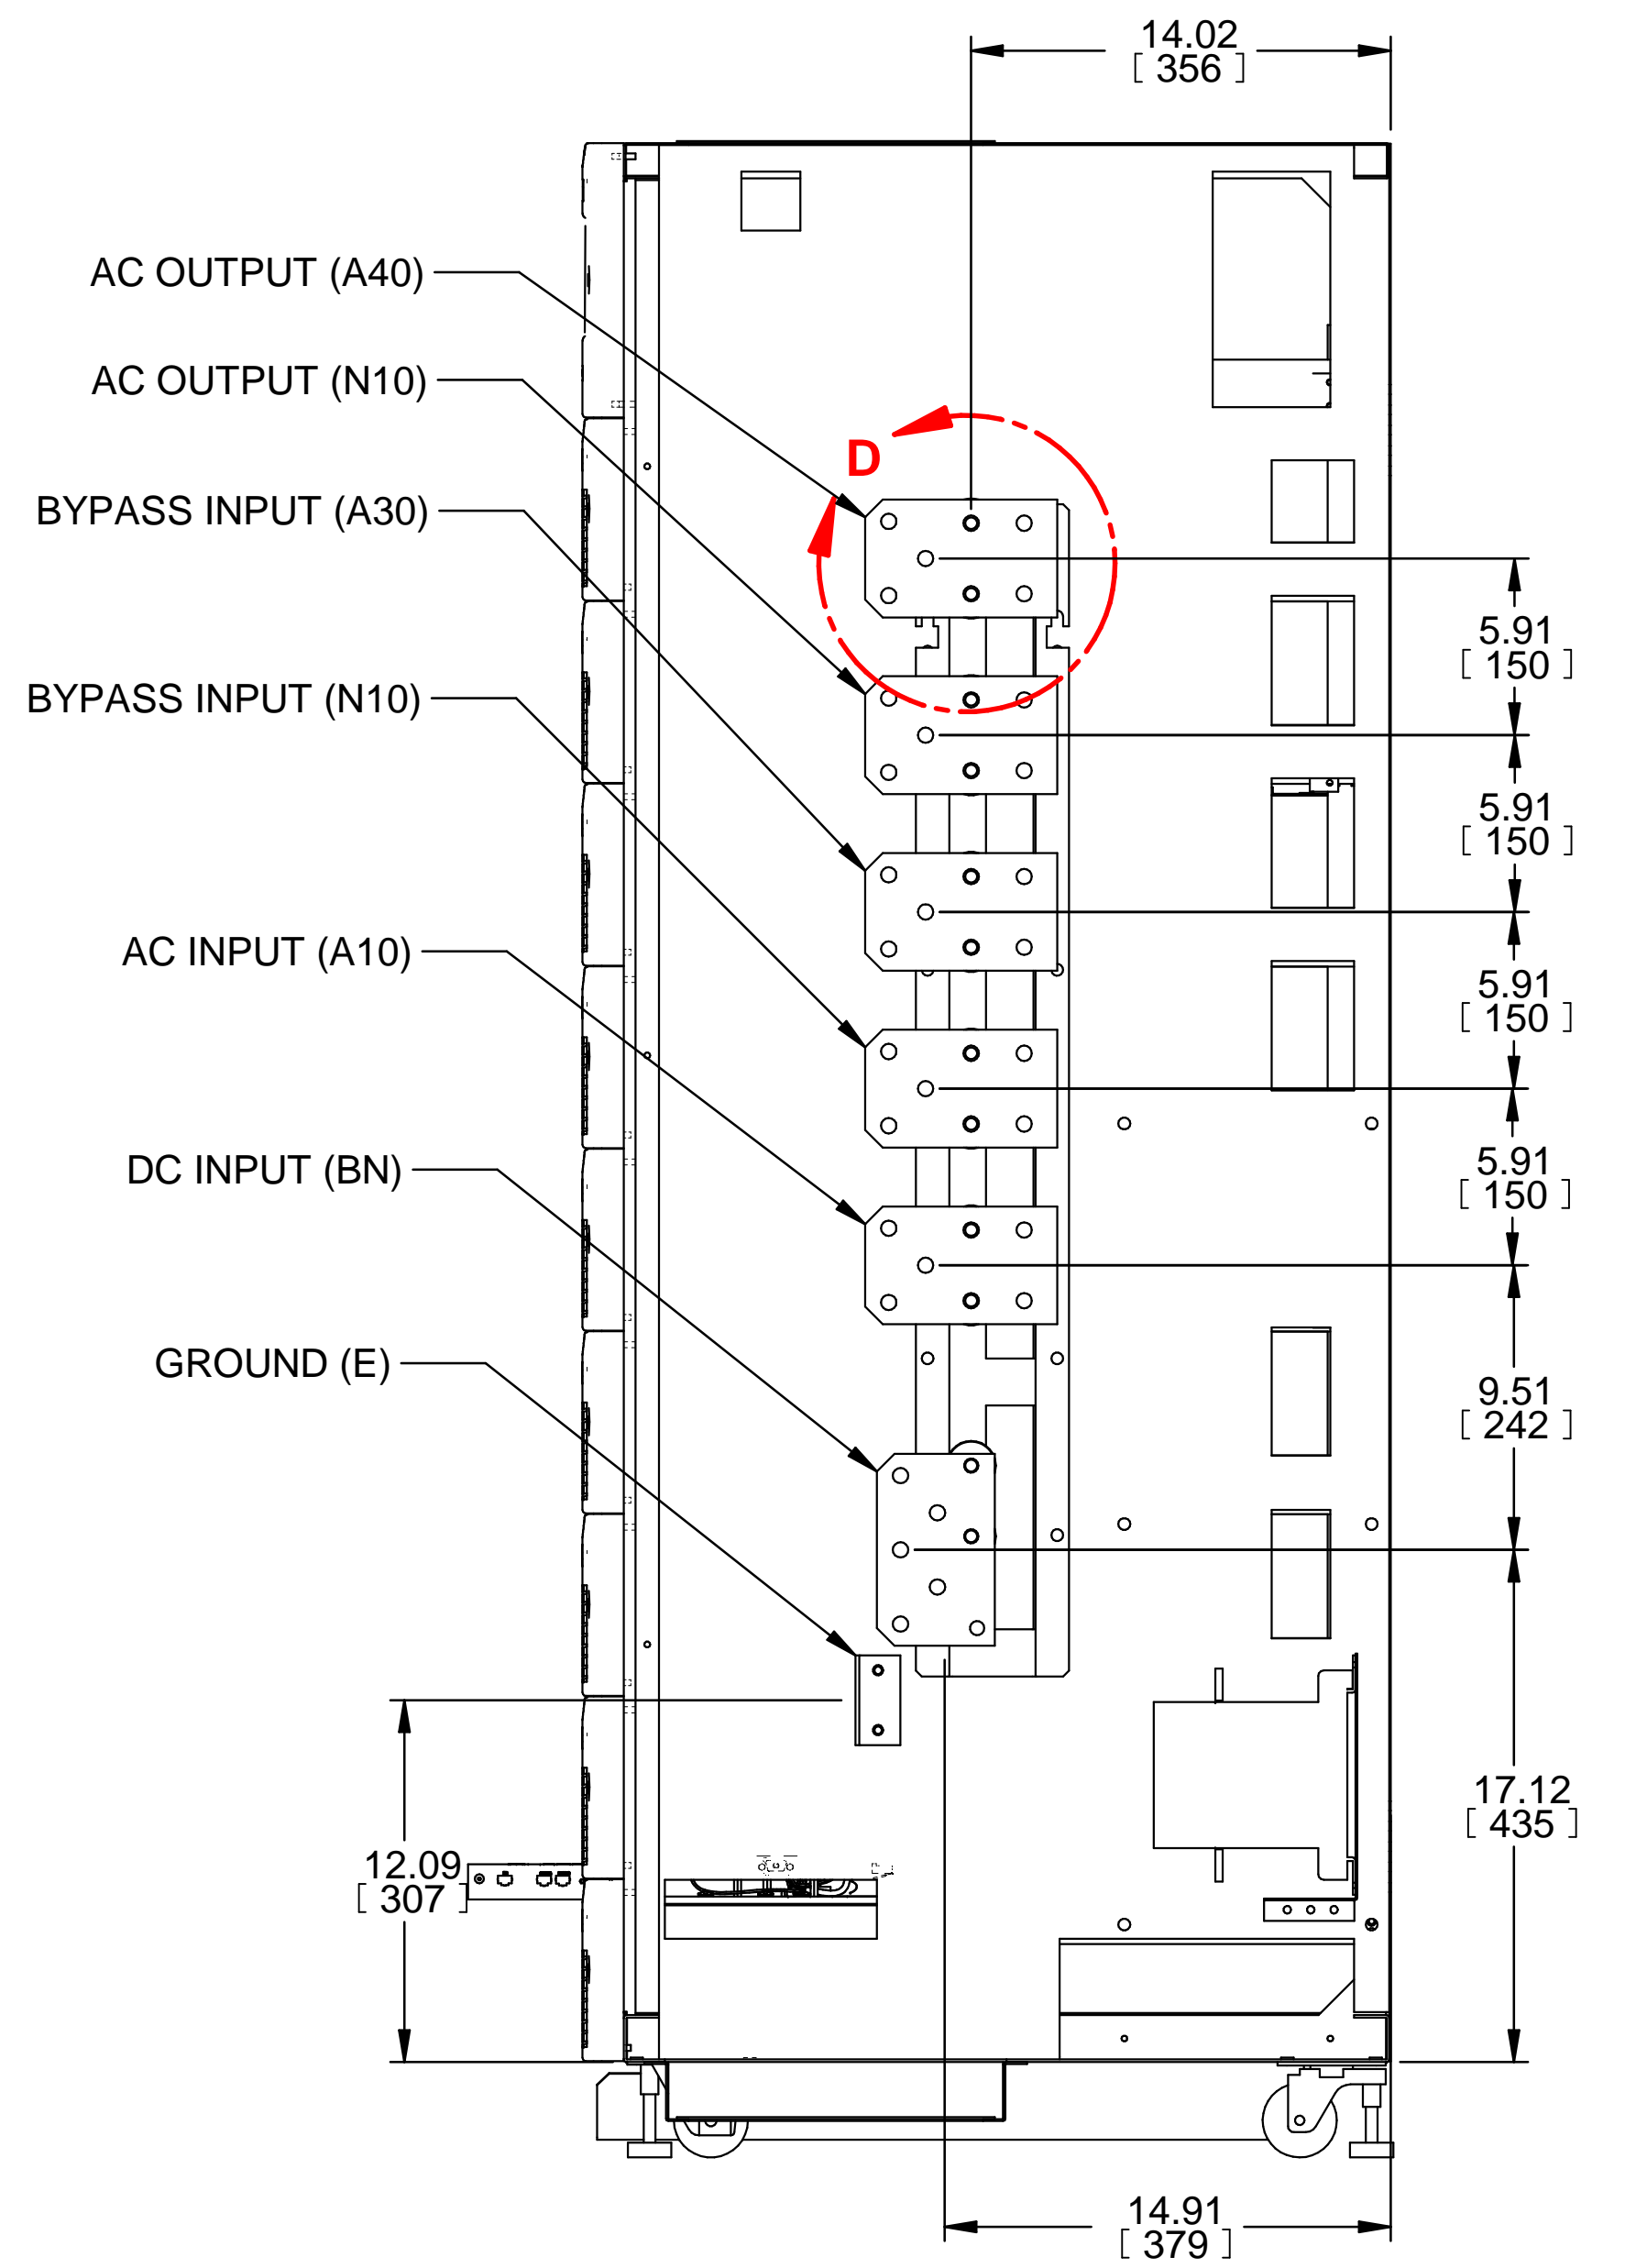 14.02
[ 356 ]
AC OUTPUT (A40)
AC OUTPUT (N10)
D
BYPASS INPUT (A30)
5.91
[ 150 ]
BYPASS INPUT (N10)
5.91
[ 150 ]
AC INPUT (A10)
5.91
[ 150 ]
DC INPUT (BN)
5.91
[ 150 ]
GROUND (E)
9.51
[ 242 ]
17.12
[ 435 ]
12.09
[ 307 ]
14.91
[ 379 ]